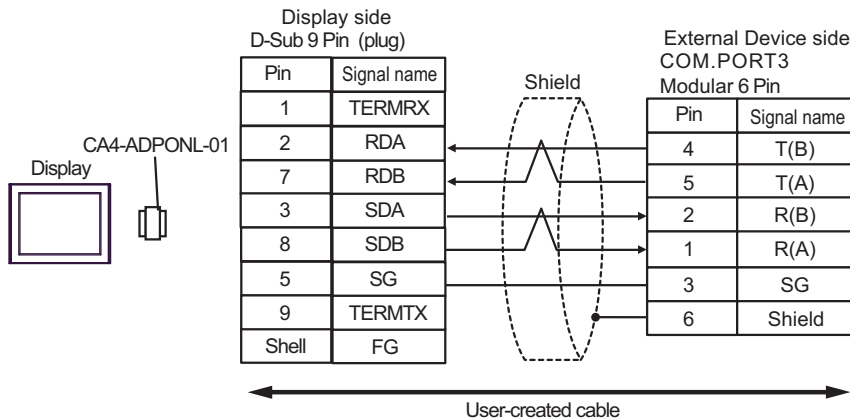 Display side
D-Sub 9 Pin (plug)
Pin Signal name
1 TERMRX
2 RDA
7 RDB
3 SDA
8 SDB
5 SG
9 TERMTX
Shell FG
Shield
External Device side
COM.PORT3
Modular 6 Pin
Pin Signal name
4 T(B)
5 T(A)
2 R(B)
1 R(A)
3 SG
6 Shield
CA4-ADPONL-01
Display
User-created cable